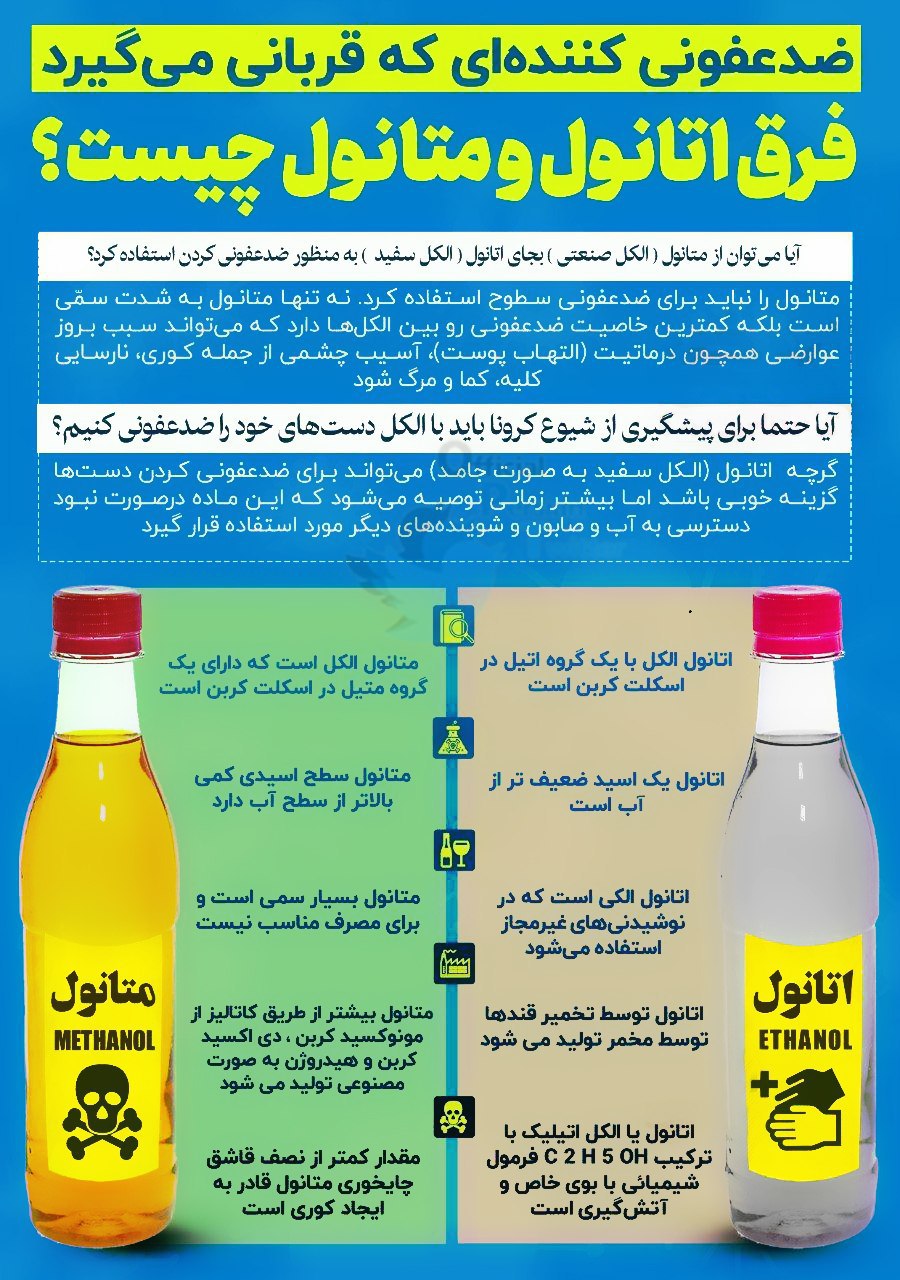 ضدعفونی کننده‌ای که قربانی می‌گیرد
فرق اتانول و متانول چیست؟
آیا می‌توان از متانول ( الکل صنعتی ) بجای اتانول ( الکل سفید ) به منظور ضدعفونی کردن استفاده کرد؟
متانول را نباید برای ضدعفونی سطوح استفاده کرد. نه تنها متانول به شدت سمّی
است بلکه کمترین خاصیت ضدعفونی رو بین الکل‌ها دارد که می‌تواند سبب بروز
عوارضی همچون درماتیت (التهاب پوست)، آسیب چشمی از جمله کوری، نارسایی
کلیه، کما و مرگ شود
آیا حتما برای پیشگیری از شیوع کرونا باید با الکل دست‌های خود را ضدعفونی کنیم؟
گرچه اتانول (الکل سفید به صورت جامد) می‌تواند برای ضدعفونی کردن دست‌ها
گزینه خوبی باشد اما بیشتر زمانی توصیه می‌شود که این ماده درصورت نبود
دسترسی به آب و صابون و شوینده‌های دیگر مورد استفاده قرار گیرد
اتانول الکل با یک گروه اتیل در
اسکلت کربن است
متانول الکل است که دارای یک
گروه متیل در اسکلت کربن است
اتانول یک اسید ضعیف تر از
آب است
متانول سطح اسیدی کمی
بالاتر از سطح آب دارد
اتانول الکی است که در
نوشیدنی‌های غیرمجاز
استفاده می‌شود
متانول بسیار سمی است و
برای مصرف مناسب نیست
اتانول توسط تخمیر قندها
توسط مخمر تولید می شود
متانول بیشتر از طریق کاتالیز از
مونوکسید کربن ، دی اکسید
کربن و هیدروژن به صورت
مصنوعی تولید می شود
اتانول یا الکل اتیلیک با
ترکیب C 2 H 5 OH فرمول
شیمیائی با بوی خاص و
آتش‌گیری است
مقدار کمتر از نصف قاشق
چایخوری متانول قادر به
ایجاد کوری است
اتانول
ETHANOL
متانول
METHANOL
Official